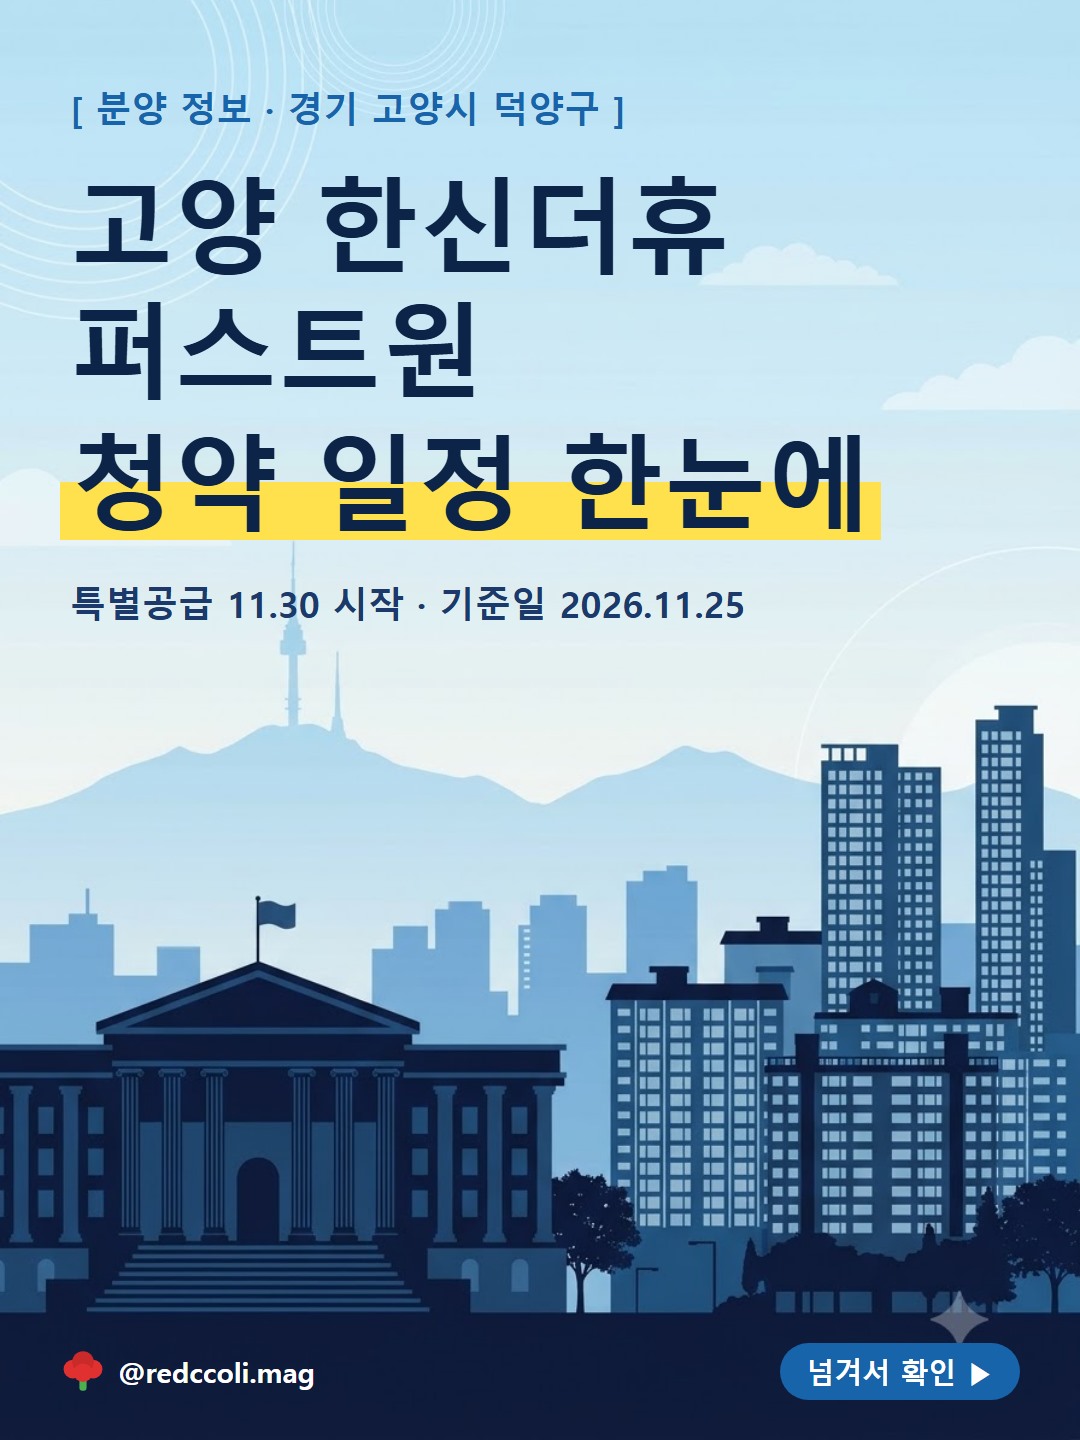 [ 분양 정보 · 경기 고양시 덕양구 ]
고양 한신더휴
퍼스트원
청약 일정 한눈에
특별공급 11.30 시작 · 기준일 2026.11.25
@redccoli.mag
넘겨서 확인 ▶